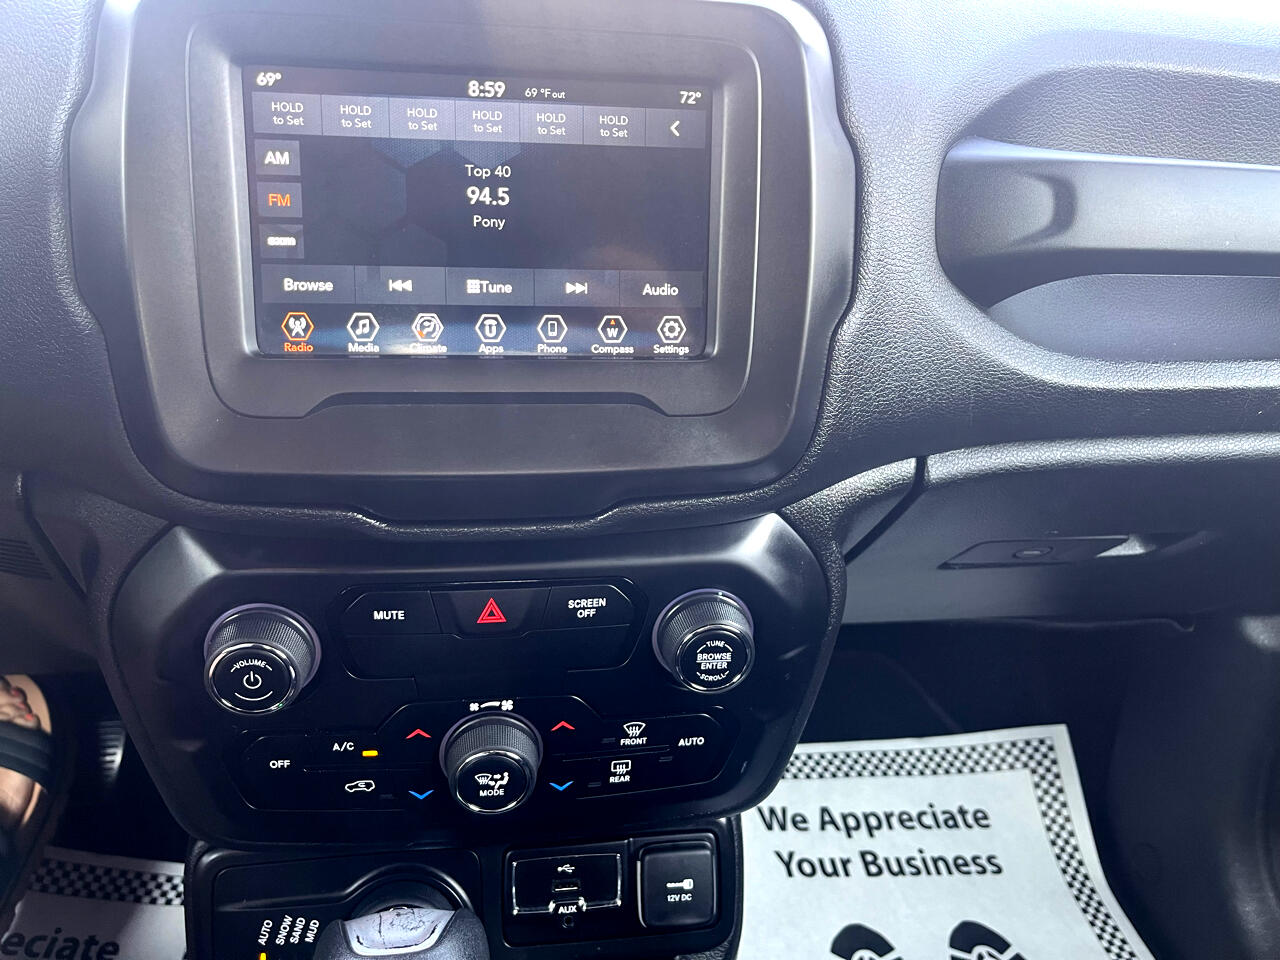 69°
8:59
69 °F out
72°
HOLD
to Set
HOLD
to Set
HOLD
to Set
HOLD
to Set
HOLD
to Set
HOLD
to Set
AM
FM
Top 40
94.5
Pony
Browse
Tune
Audio
Radio
Media
Climate
Apps
Phone
W
Compass
Settings
MUTE
SCREEN
OFF
VOLUME
TUNE
BROWSE
ENTER
SCROLL
OFF
A/C
MODE
FRONT
REAR
AUTO
AUX
12V DC
AUTO
SNOW
SAND
MUD
We Appreciate
Your Business
eciate